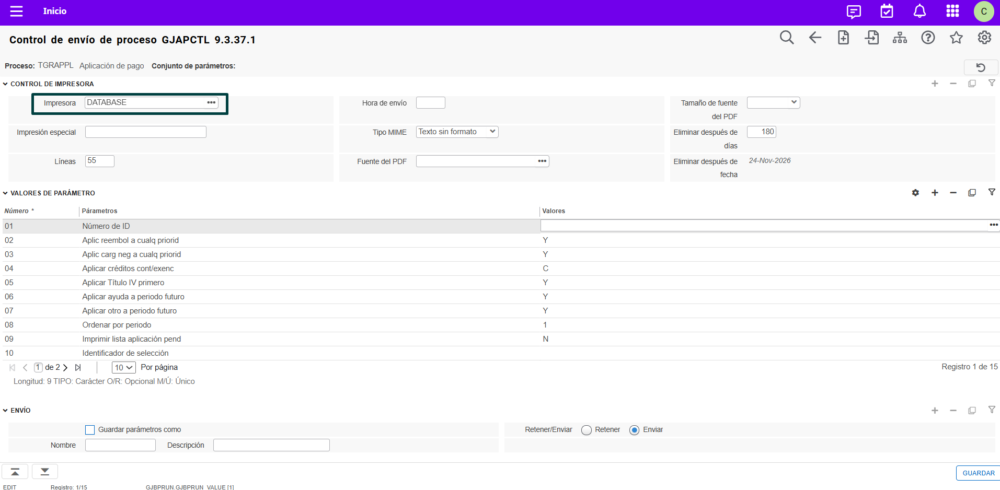 Inicio
C
Control de envío de proceso GJAPCTL 9.3.37.1
Proceso: TGRAPPL Aplicación de pago Conjunto de parámetros:
CONTROL DE IMPRESORA
Impresora DATABASE
Hora de envío
Tamaño de fuente del PDF
Impresión especial
Tipo MIME Texto sin formato
Eliminar después de días 180
Líneas 55
Fuente del PDF
Eliminar después de fecha 24-Nov-2026
VALORES DE PARÁMETRO
Número * Párametros Valores
01 Número de ID
02 Aplic reembol a cualq priorid Y
03 Aplic carg neg a cualq priorid Y
04 Aplicar créditos cont/exenc C
05 Aplicar Título IV primero Y
06 Aplicar ayuda a periodo futuro Y
07 Aplicar otro a periodo futuro Y
08 Ordenar por periodo 1
09 Imprimir lista aplicación pend N
10 Identificador de selección
1 de 2 10 Por página Registro 1 de 15
Longitud: 9 TIPO: Carácter O/R: Opcional M/Ú: Único
ENVÍO
Guardar parámetros como
Retener/Enviar Retener Enviar
Nombre Descripción
GUARDAR
EDIT Registro: 1/15 GJBPRUN.GJBPRUN_VALUE [1]